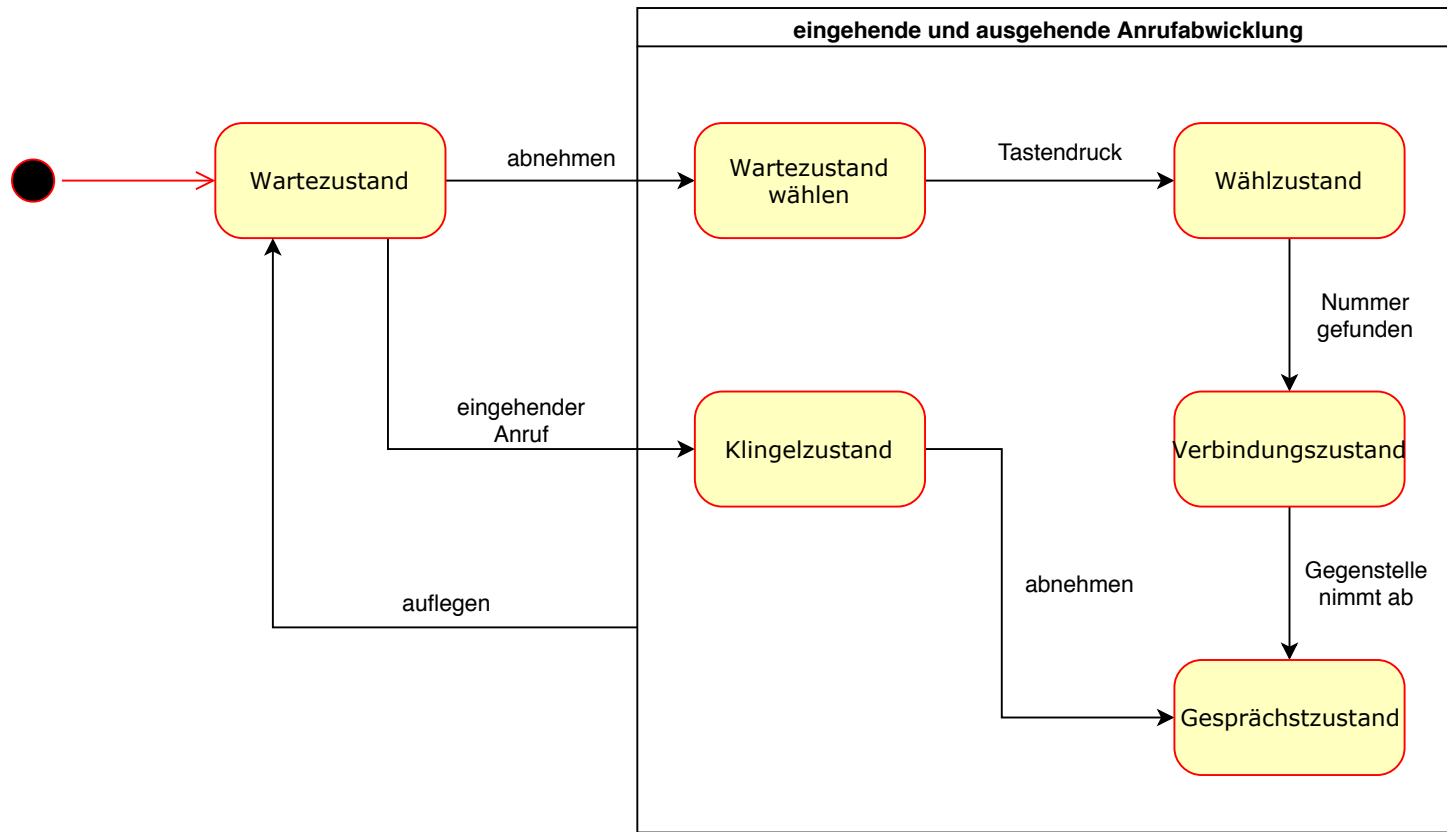 eingehende und ausgehende Anrufabwicklung
Wartezustand
abnehmen
Wartezustand
wählen
Tastendruck
Wählzustand
Nummer
gefunden
eingehender
Anruf
Klingelzustand
Verbindungszustand
auflegen
abnehmen
Gegenstelle
nimmt ab
Gesprächstzustand